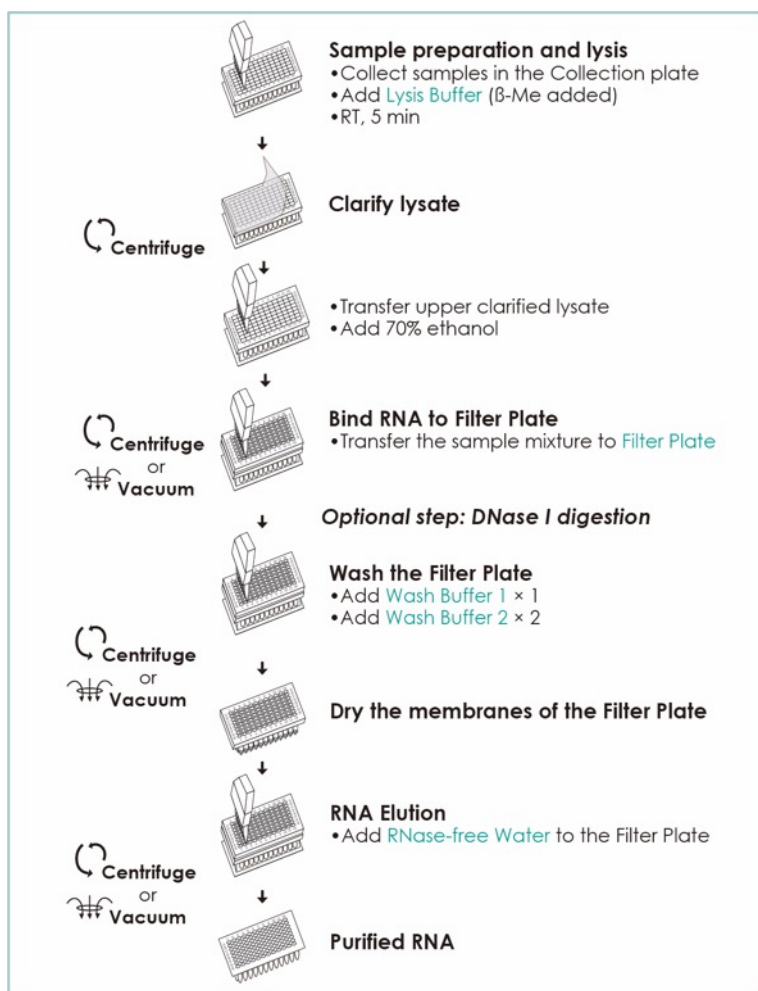 Sample preparation and lysis
•Collect samples in the Collection plate
•Add Lysis Buffer (ß-Me added)
•RT, 5 min
Clarify lysate
Centrifuge
•Transfer upper clarified lysate
•Add 70% ethanol
Bind RNA to Filter Plate
•Transfer the sample mixture to Filter Plate
Centrifuge
or
Vacuum
Optional step: DNase I digestion
Wash the Filter Plate
•Add Wash Buffer 1 × 1
•Add Wash Buffer 2 × 2
Centrifuge
or
Vacuum
Dry the membranes of the Filter Plate
RNA Elution
•Add RNase-free Water to the Filter Plate
Centrifuge
or
Vacuum
Purified RNA